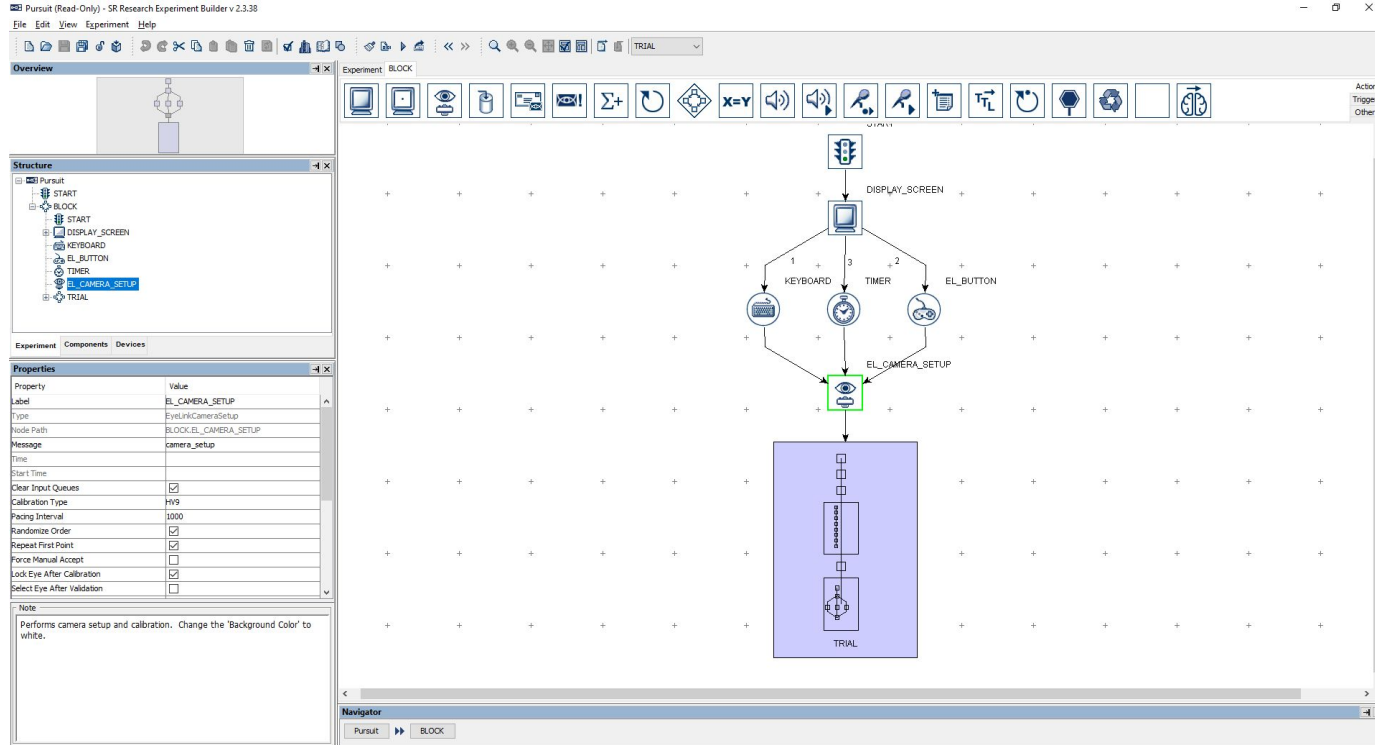 Pursuit (Read-Only) - SR Research Experiment Builder v 2.3.38
File Edit View Experiment Help
TRIAL
Overview
Structure
Pursuit
START
BLOCK
START
DISPLAY_SCREEN
KEYBOARD
EL_BUTTON
TIMER
EL_CAMERA_SETUP
TRIAL
Experiment Components Devices
Properties
Property Value
Label EL_CAMERA_SETUP
Type EyeLinkCameraSetup
Node Path BLOCK.EL_CAMERA_SETUP
Message camera_setup
Time
Start Time
Clear Input Queues
Calibration Type HV9
Pacing Interval 1000
Randomize Order
Repeat First Point
Force Manual Accept
Lock Eye After Calibration
Select Eye After Validation
Note
Performs camera setup and calibration. Change the 'Background Color' to
white.
Experiment BLOCK
X=Y
TTL
Action
Trigge
Other
START
DISPLAY_SCREEN
1 3 2
KEYBOARD TIMER EL_BUTTON
EL_CAMERA_SETUP
TRIAL
Navigator
Pursuit BLOCK